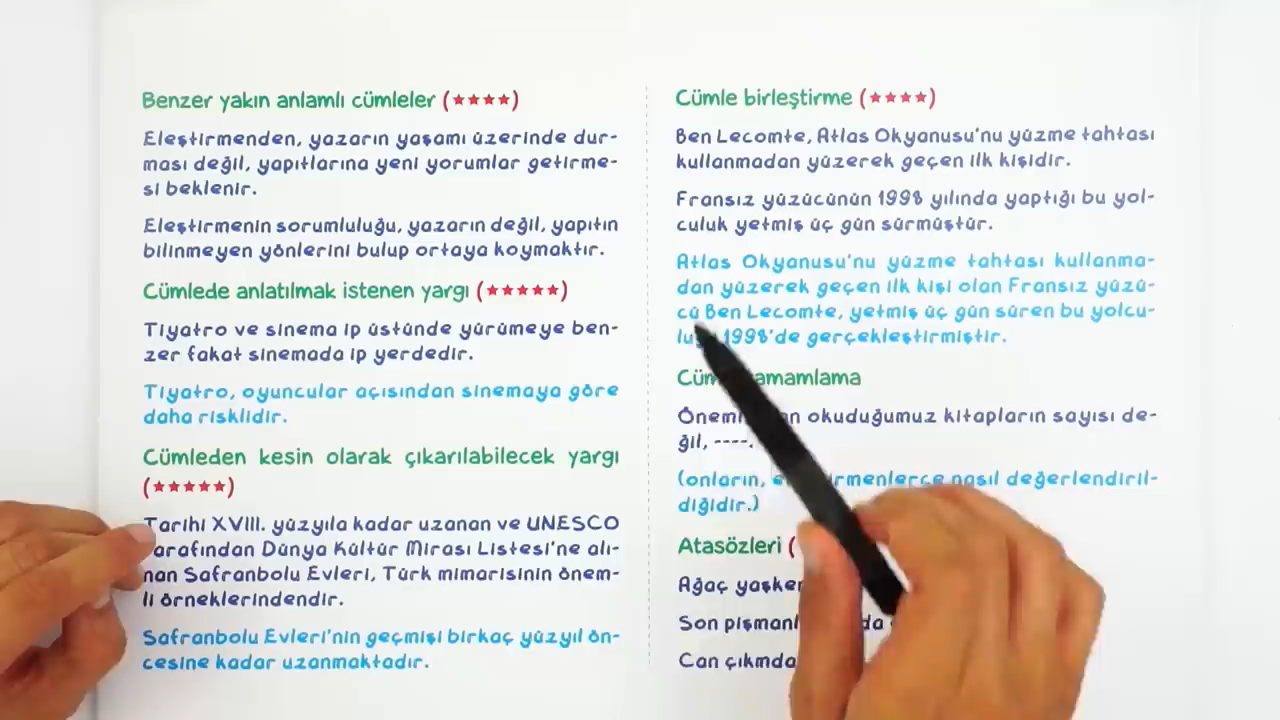 Benzer yakın anlamlı cümleler (★★★★)
Eleştirmenden, yazarın yaşamı üzerinde dur-
ması değil, yapıtlarına yeni yorumlar getirme-
si beklenir.
Eleştirmenin sorumluluğu, yazarın değil, yapıtın
bilinmeyen yönlerini bulup ortaya koymaktır.
Cümlede anlatılmak istenen yargı (★★★★★)
Tiyatro ve sinema ip üstünde yürümeye ben-
zer fakat sinemada ip yerdedir.
Tiyatro, oyuncular açısından sinemaya göre
daha risklidir.
Cümleden kesin olarak çıkarılabilecek yargı
(★★★★★)
Tarihi XVIII. yüzyıla kadar uzanan ve UNESCO
tarafından Dünya Kültür Mirası Listesi'ne alı-
nan Safranbolu Evleri, Türk mimarisinin önem-
li örneklerindendir.
Safranbolu Evleri'nin geçmişi birkaç yüzyıl ön-
cesine kadar uzanmaktadır.
Cümle birleştirme (★★★★)
Ben Lecomte, Atlas Okyanusu'nu yüzme tahtası
kullanmadan yüzerek geçen ilk kişidir.
Fransız yüzücünün 1998 yılında yaptığı bu yol-
culuk yetmiş üç gün sürmüştür.
Atlas Okyanusu'nu yüzme tahtası kullanma-
dan yüzerek geçen ilk kişi olan Fransız yüzü-
cü Ben Lecomte, yetmiş üç gün süren bu yolcu-
luğu 1998'de gerçekleştirmiştir.
Cümle tamamlama
okuduğumuz kitapların sayısı de-
ğil, ----.
(onların, nasıl değerlendiril-
diğidir.)
Atasözleri (
Ağaç yaşken
Son
Can